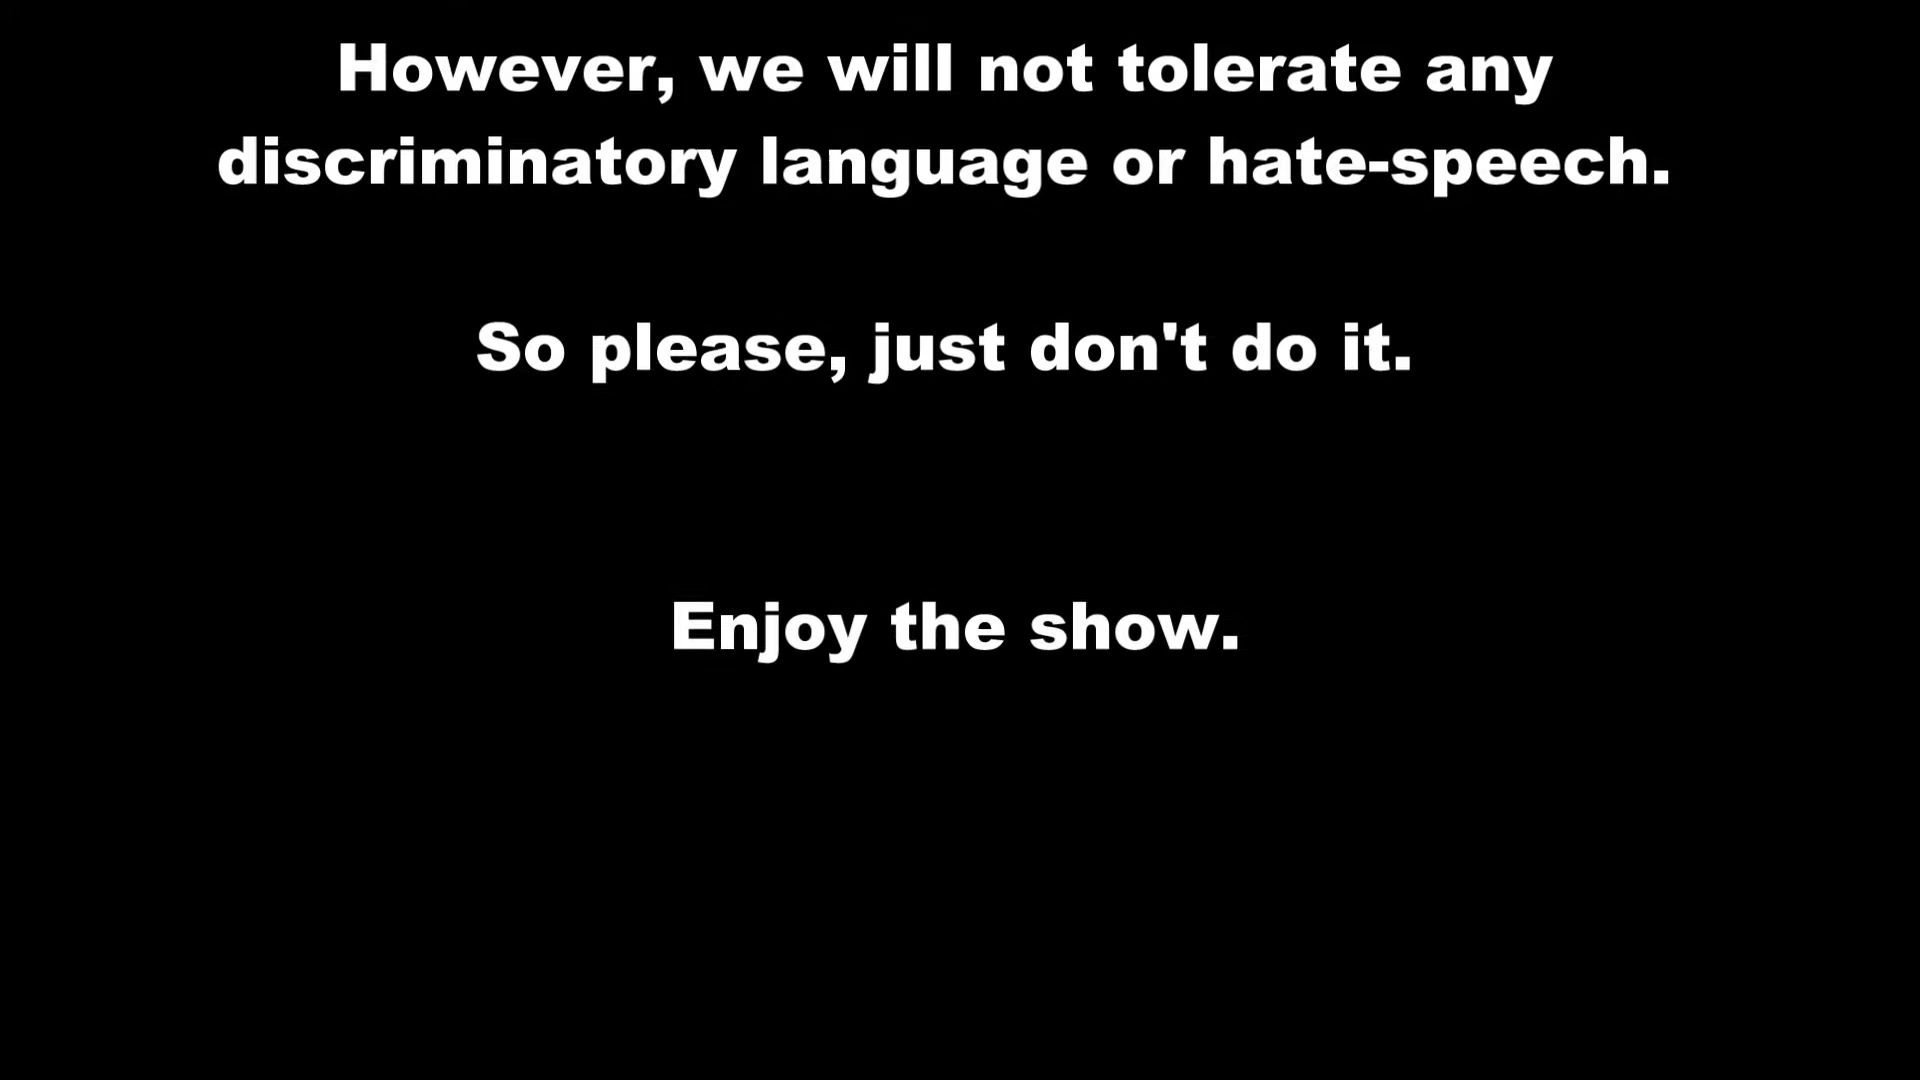 However, we will not tolerate any
discriminatory language or hate-speech.
So please, just don't do it.
Enjoy the show.